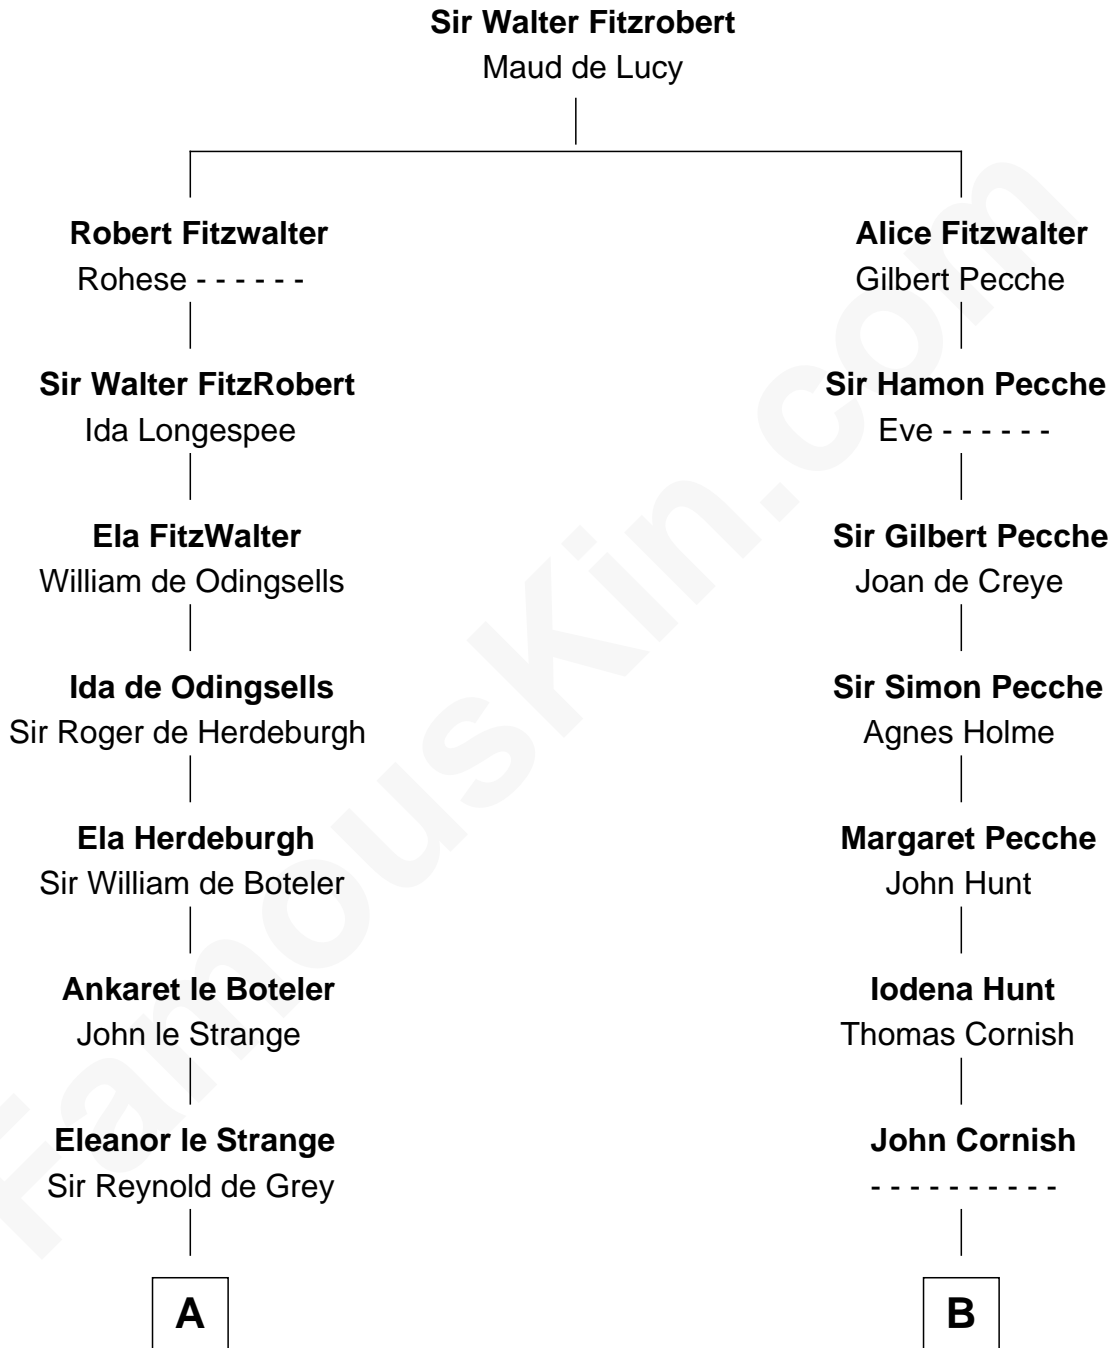 Sir Walter Fitzrobert
Maud de Lucy
Robert Fitzwalter
Rohese - - - - - -
Alice Fitzwalter
Gilbert Pecche
Sir Walter FitzRobert
Ida Longespee
Sir Hamon Pecche
Eve - - - - - -
Ela FitzWalter
William de Odingsells
Sir Gilbert Pecche
Joan de Creye
Ida de Odingsells
Sir Roger de Herdeburgh
Sir Simon Pecche
Agnes Holme
Ela Herdeburgh
Sir William de Boteler
Margaret Pecche
John Hunt
Ankaret le Boteler
John le Strange
Iodena Hunt
Thomas Cornish
Eleanor le Strange
Sir Reynold de Grey
John Cornish
- - - - - - - - - -
A
B
FamousKin.com